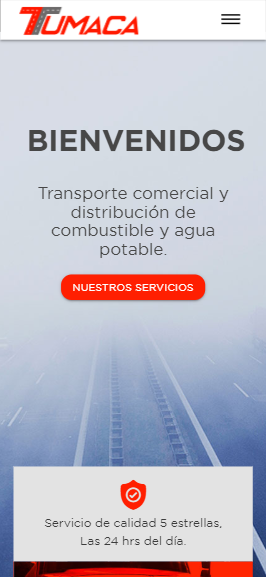 TUMACA
BIENVENIDOS
Transporte comercial y
distribución de
combustible y agua
potable.
NUESTROS SERVICIOS
Servicio de calidad 5 estrellas,
Las 24 hrs del día.